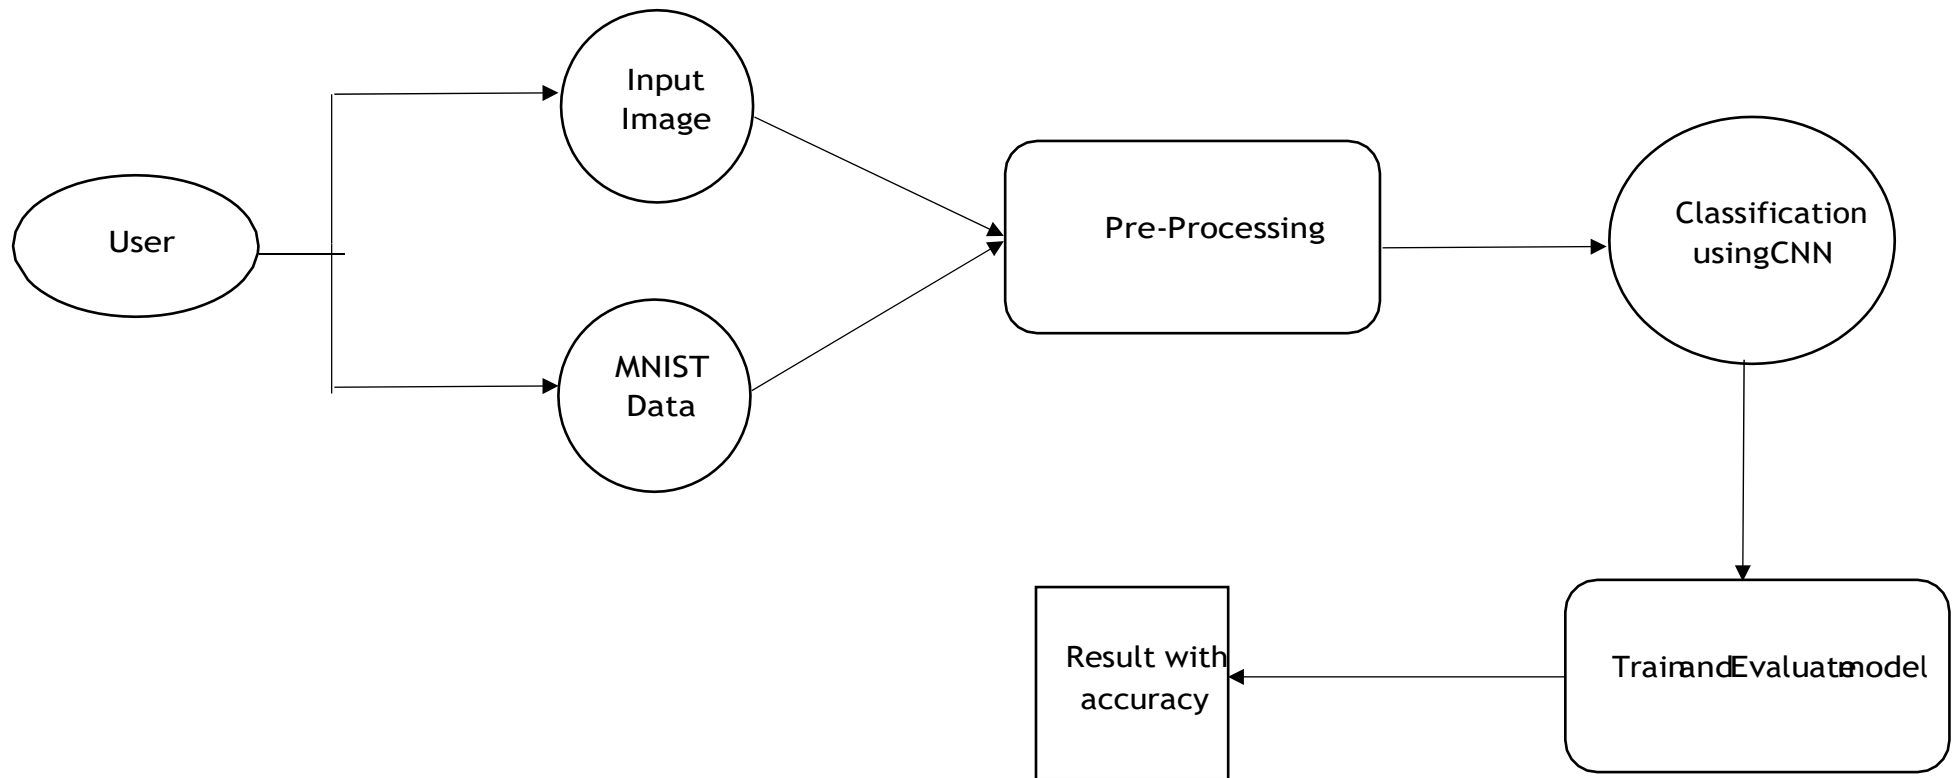 Input
Image
User
MNIST
Data
Pre-Processing
Classification
usingCNN
TrainandEvaluatemodel
Result with
accuracy